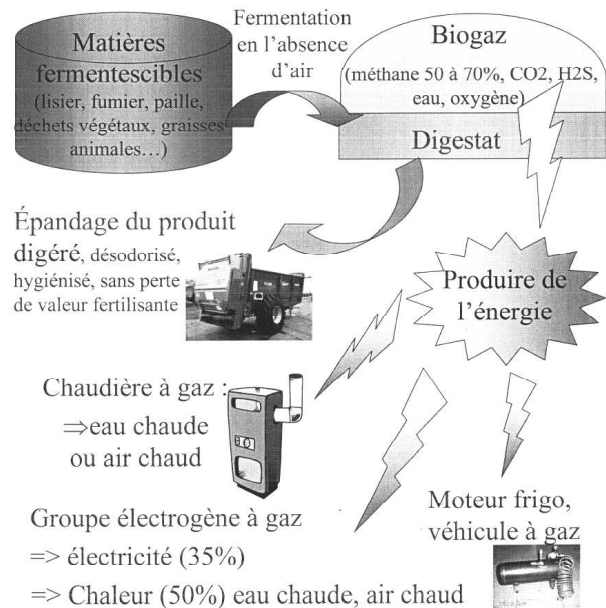 Matières
fermentescibles
(lisier, fumier, paille,
déchets végétaux, graisses
animales…)
Fermentation
en l'absence
d'air
Biogaz
(méthane 50 à 70%, CO2, H2S,
eau, oxygène)
Digestat
Épandage du produit
digéré, désodorisé,
hygiénisé, sans perte
de valeur fertilisante
Produire de
l'énergie
Chaudière à gaz :
⇒eau chaude
ou air chaud
Groupe électrogène à gaz
=> électricité (35%)
=> Chaleur (50%) eau chaude, air chaud
Moteur frigo,
véhicule à gaz